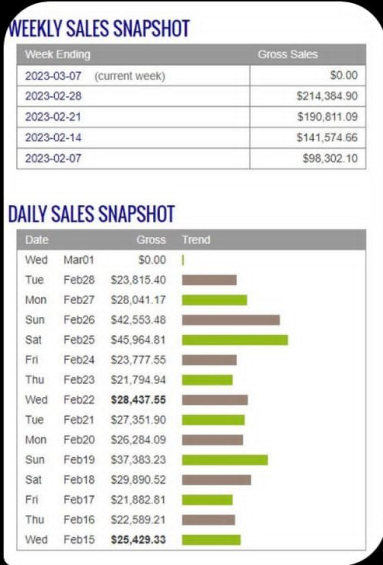 WEEKLY SALES SNAPSHOT
Week Ending Gross Sales
2023-03-07 (current week) $0.00
2023-02-28 $214,384.90
2023-02-21 $190,811.09
2023-02-14 $141,574.66
2023-02-07 $98,302.10
DAILY SALES SNAPSHOT
Date Gross Trend
Wed Mar01 $0.00
Tue Feb28 $23,815.40
Mon Feb27 $28,041.17
Sun Feb26 $42,553.48
Sat Feb25 $45,964.81
Fri Feb24 $23,777.55
Thu Feb23 $21,794.94
Wed Feb22 $28,437.55
Tue Feb21 $27,351.90
Mon Feb20 $26,284.09
Sun Feb19 $37,383.23
Sat Feb18 $29,890.52
Fri Feb17 $21,882.81
Thu Feb16 $22,589.21
Wed Feb15 $25,429.33